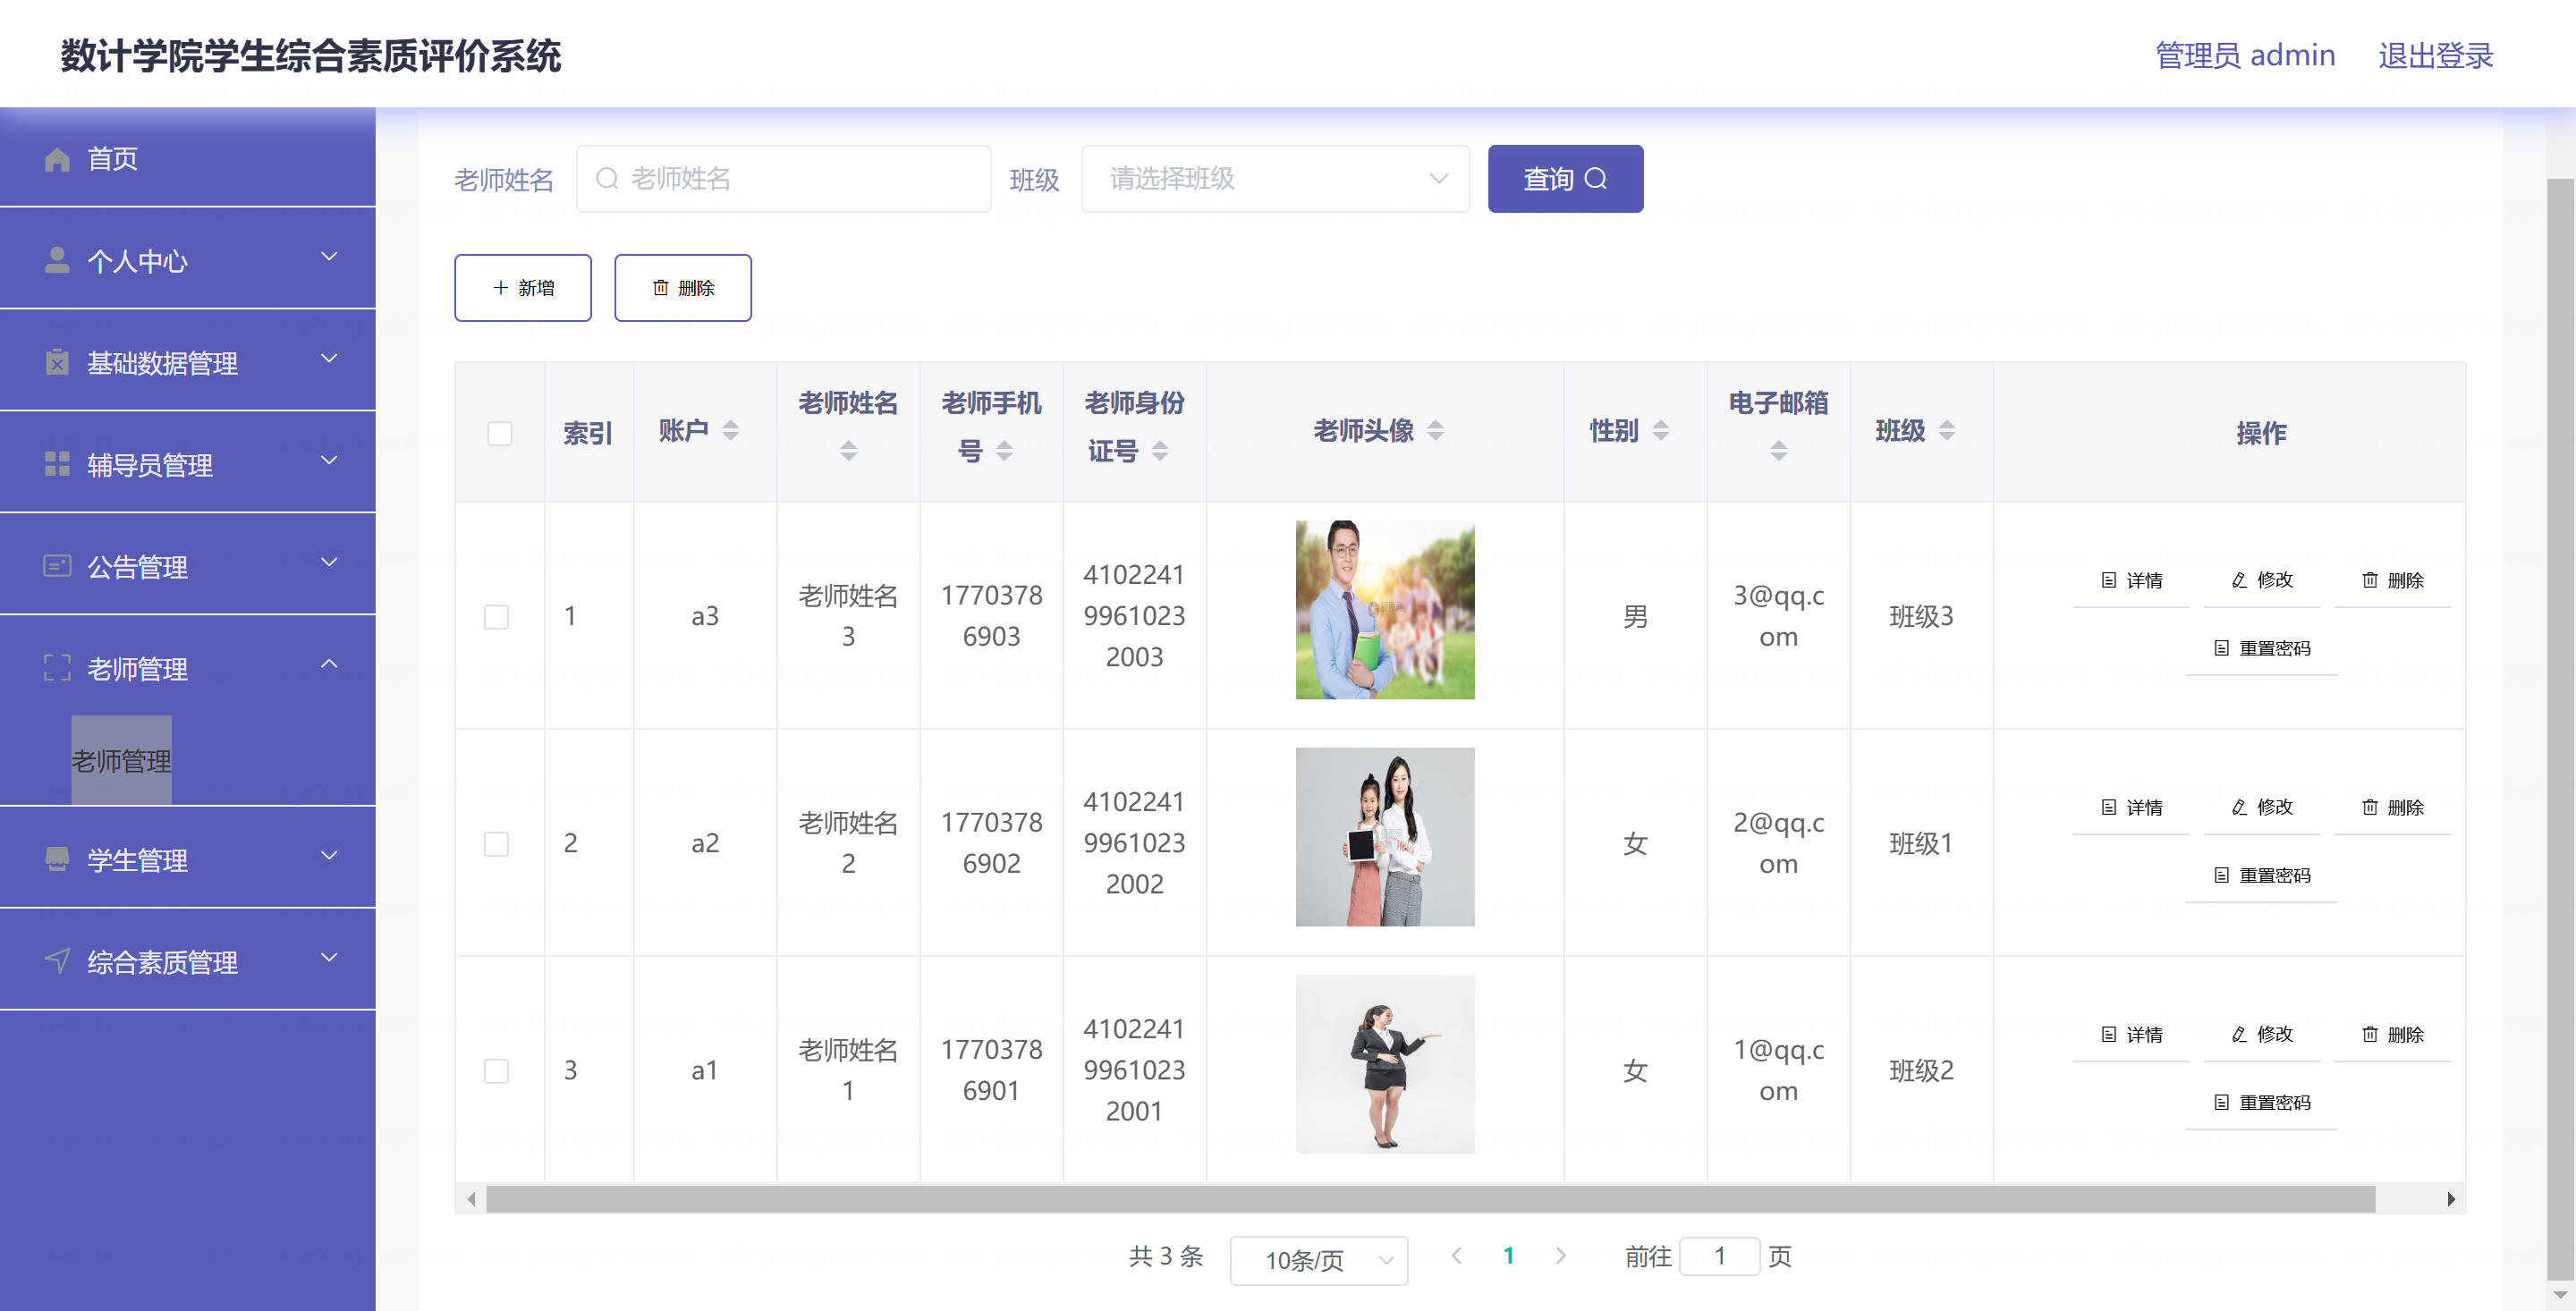 数计学院学生综合素质评价系统
管理员 admin
退出登录
首页
个人中心
基础数据管理
辅导员管理
公告管理
老师管理
老师管理
学生管理
综合素质管理
老师姓名 老师姓名 班级 请选择班级 查询
新增 删除
索引 账户 老师姓名 老师手机号 老师身份证号 老师头像 性别 电子邮箱 班级 操作
1 a3 老师姓名3 17703786903 410224199610232003 男 3@qq.com 班级3 详情 修改 删除
重置密码
2 a2 老师姓名2 17703786902 410224199610232002 女 2@qq.com 班级1 详情 修改 删除
重置密码
3 a1 老师姓名1 17703786901 410224199610232001 女 1@qq.com 班级2 详情 修改 删除
重置密码
共 3 条 10条/页 1 前往 1 页